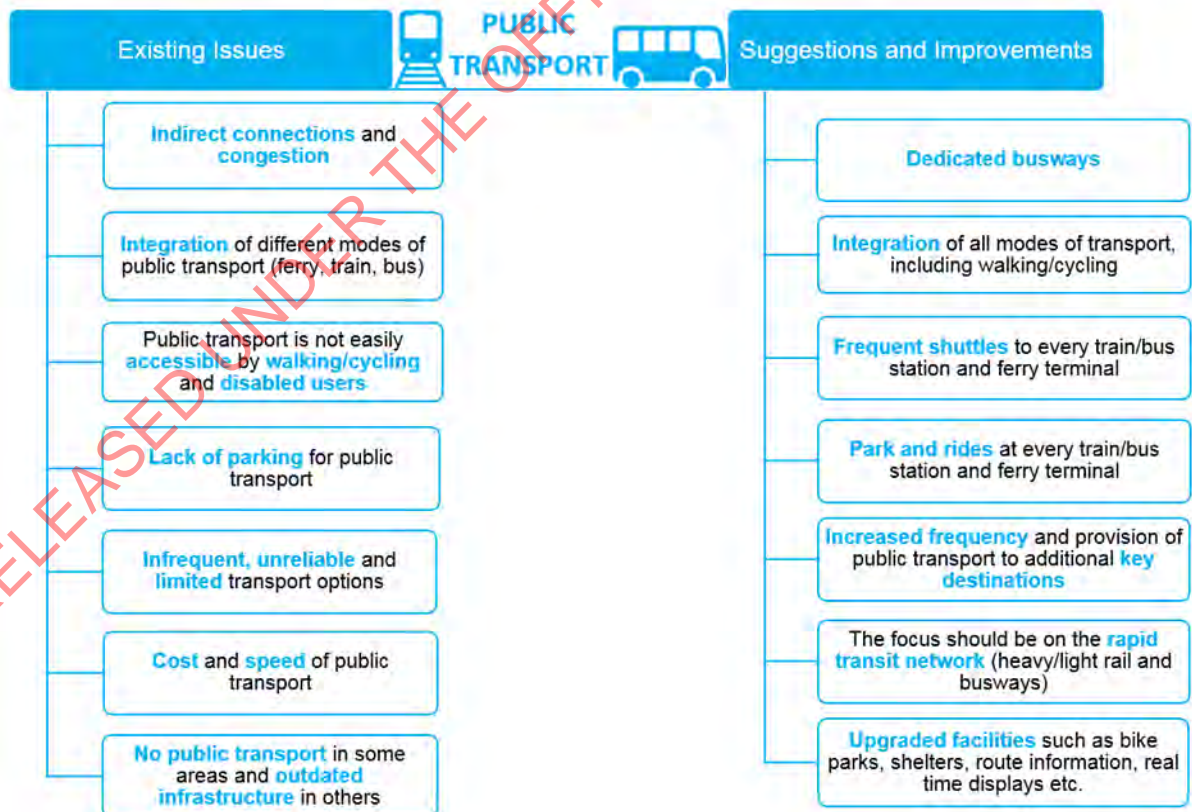 Existing Issues
PUBLIC
TRANSPORT
Suggestions and Improvements
Indirect connections and
congestion
Integration of different modes of
public transport (ferry, train, bus)
Public transport is not easily
accessible by walking/cycling
and disabled users
Lack of parking for public
transport
Infrequent, unreliable and
limited transport options
Cost and speed of public
transport
No public transport in some
areas and outdated
infrastructure in others
Dedicated busways
Integration of all modes of transport,
including walking/cycling
Frequent shuttles to every train/bus
station and ferry terminal
Park and rides at every train/bus
station and ferry terminal
Increased frequency and provision of
public transport to additional key
destinations
The focus should be on the rapid
transit network (heavy/light rail and
busways)
Upgraded facilities such as bike
parks, shelters, route information, real
time displays etc.
RELEASED UNDER THE